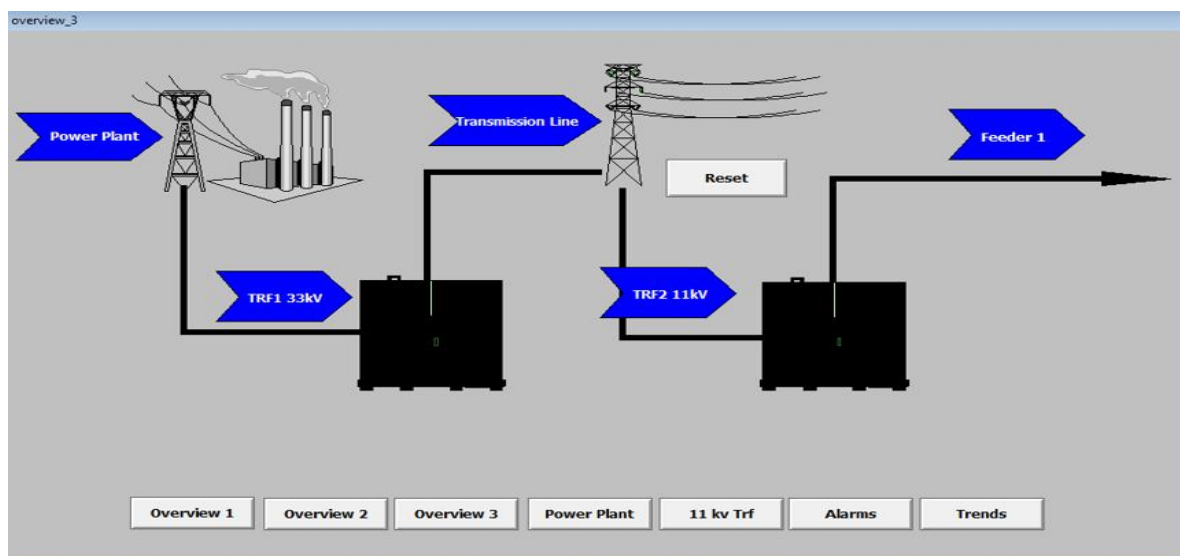 overview_3
Power Plant
Transmission Line
Feeder 1
Reset
TRF1 33kV
TRF2 11kV
Overview 1
Overview 2
Overview 3
Power Plant
11 kv Trf
Alarms
Trends